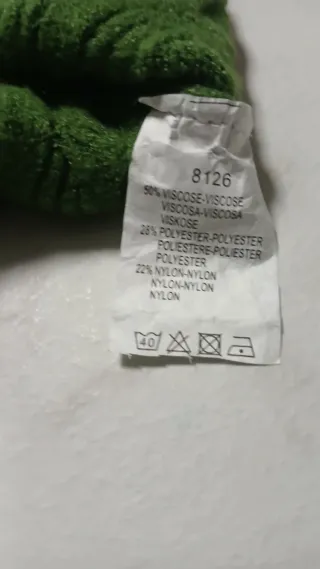 8126
50% VISCOSE-VISCOSE
VISCOSA-VISCOSA
VISKOSE
28% POLYESTER-POLYESTER
POLIESTERE-POLIESTER
POLYESTER
22% NYLON-NYLON
NYLON-NYLON
NYLON
40